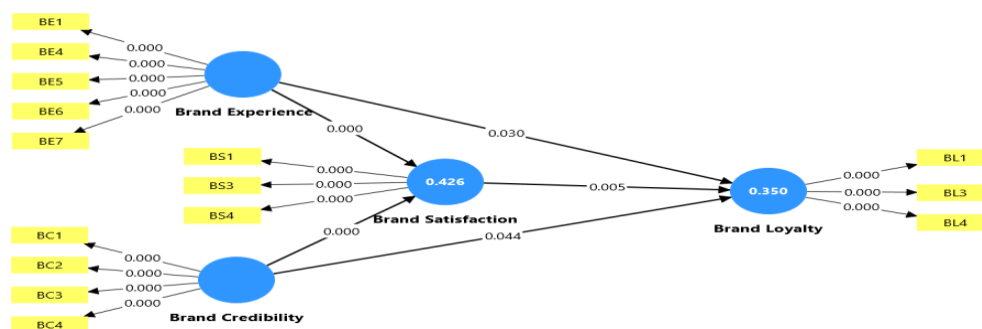 BE1
BE4
BE5
BE6
BE7
0.000
0.000
0.000
0.000
0.000
Brand Experience
0.000
0.030
BS1
BS3
BS4
0.000
0.000
0.000
0.426
Brand Satisfaction
0.005
0.350
Brand Loyalty
0.000
0.000
0.000
BL1
BL3
BL4
0.000
0.044
BC1
BC2
BC3
BC4
0.000
0.000
0.000
0.000
Brand Credibility